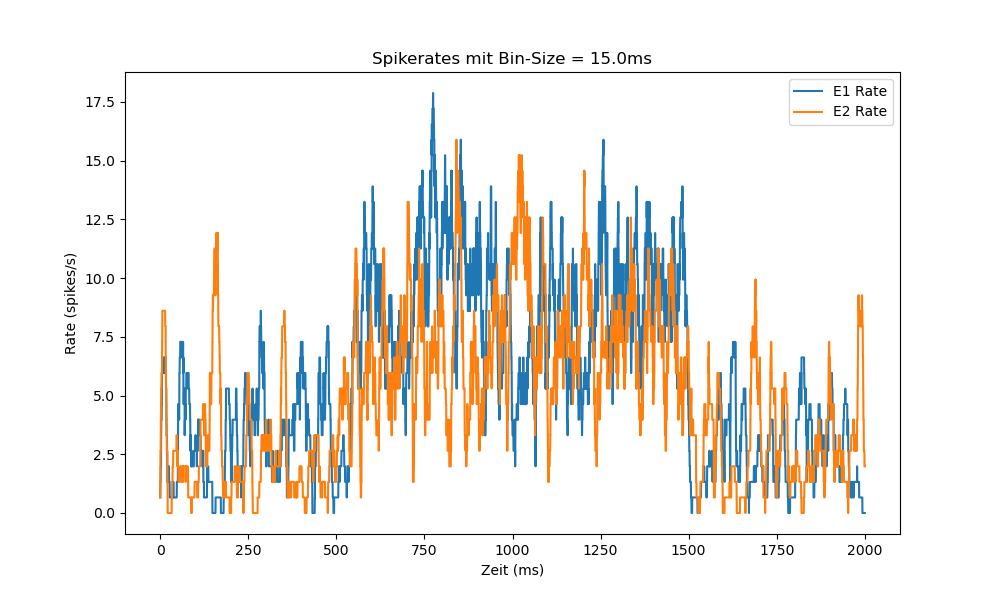 Spikerates mit Bin-Size = 15.0ms
E1 Rate
E2 Rate
Rate (spikes/s)
17.5
15.0
12.5
10.0
7.5
5.0
2.5
0.0
0 250 500 750 1000 1250 1500 1750 2000
Zeit (ms)